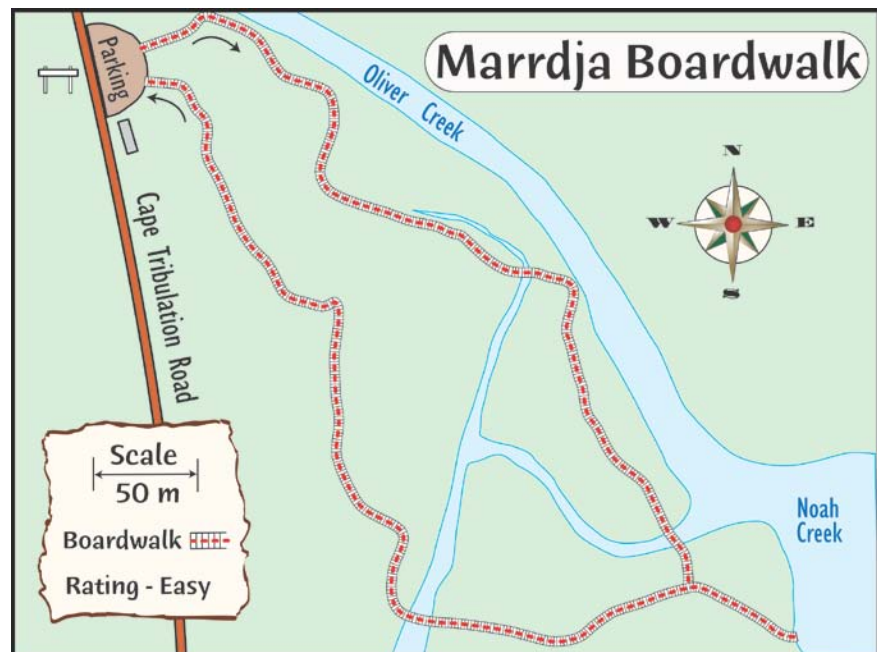 Marrdja Boardwalk
Parking
Oliver Creek
N
W
E
S
Cape Tribulation Road
Scale
50 m
Boardwalk
Rating - Easy
Noah
Creek